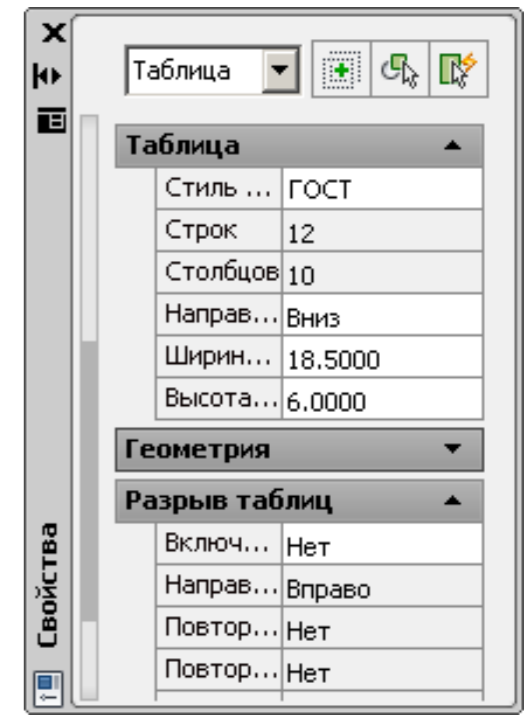 Таблица
Таблица
Стиль ... ГОСТ
Строк 12
Столбцов 10
Направ... Вниз
Ширин... 18.5000
Высота... 6.0000
Геометрия
Разрыв таблиц
Включ... Нет
Направ... Вправо
Повтор... Нет
Повтор... Нет
Свойства